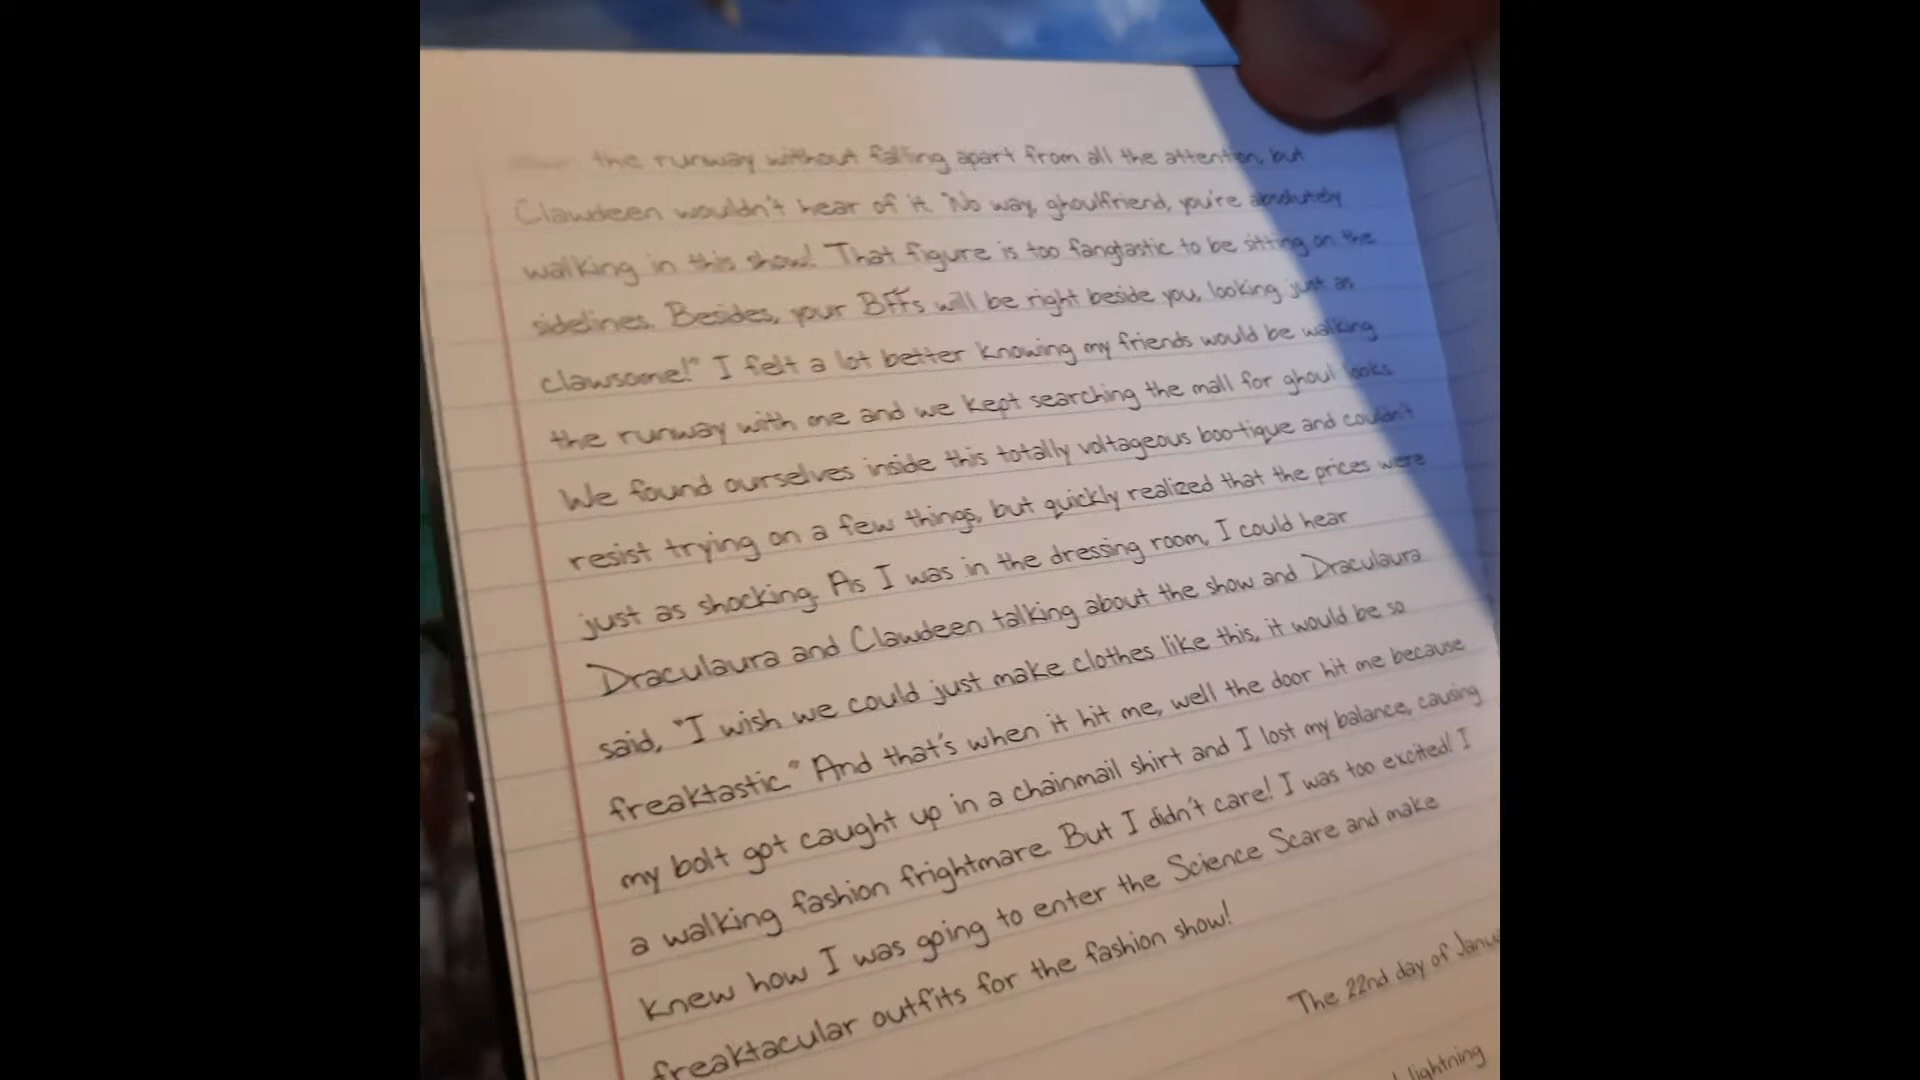 the runway without falling apart from all the attention, but
Clawdeen wouldn't hear of it. "No way, ghoulfriend, you're absolutely
walking in this show! That figure is too fangtastic to be sitting on the
sidelines. Besides, your Bffs will be right beside you, looking just as
clawsome!" I felt a lot better knowing my friends would be walking
the runway with me and we kept searching the mall for ghoul looks
We found ourselves inside this totally voltageous boo-tique and couldn't
resist trying on a few things, but quickly realized that the prices were
just as shocking. As I was in the dressing room, I could hear
Draculaura and Clawdeen talking about the show and Draculaura
said, "I wish we could just make clothes like this, it would be so
freaktastic." And that's when it hit me, well the door hit me because
my bolt got caught up in a chainmail shirt and I lost my balance, causing
a walking fashion frightmare. But I didn't care! I was too excited! I
knew how I was going to enter the Science Scare and make
freaktacular outfits for the fashion show!
The 22nd day of
lightning